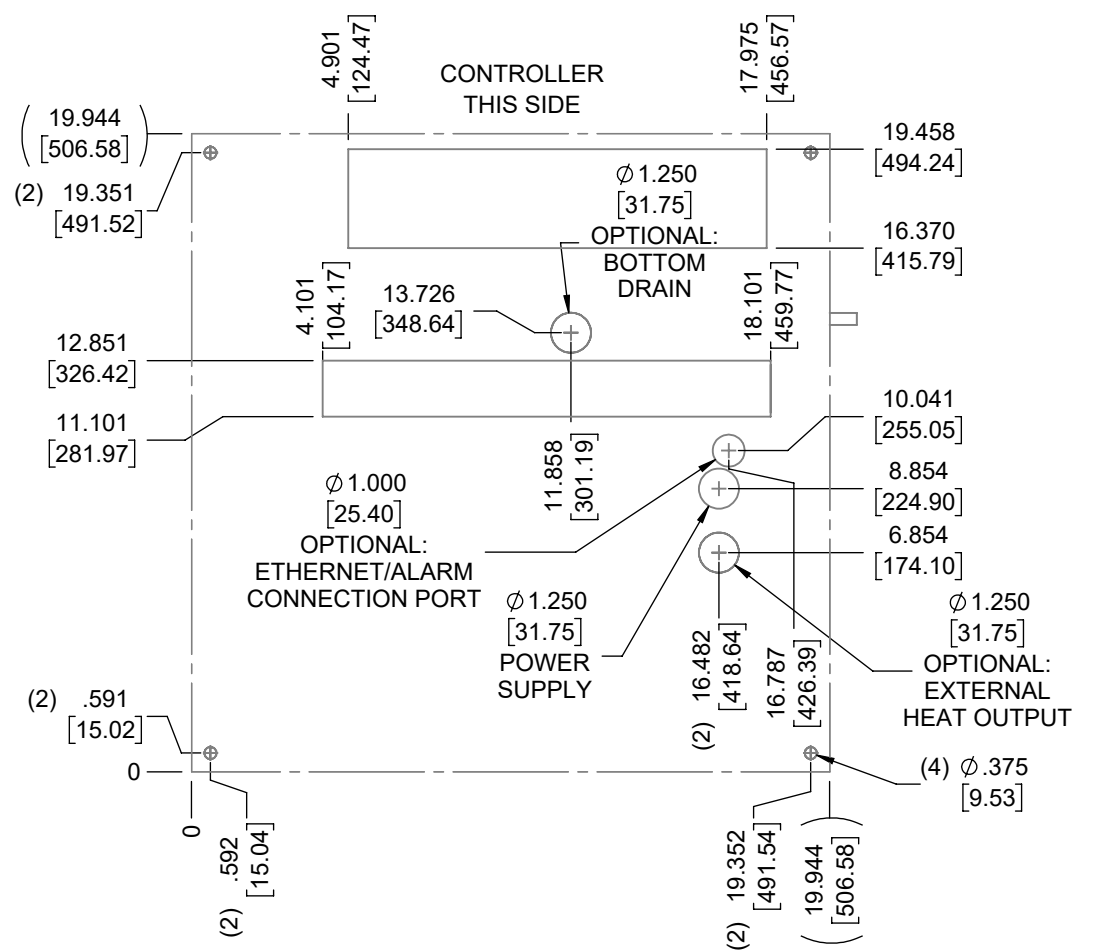 4.901
[124.47]
CONTROLLER
THIS SIDE
17.975
[456.57]
(19.944
[506.58])
19.458
[494.24]
(2) 19.351
[491.52]
Ø 1.250
[31.75]
OPTIONAL:
BOTTOM
DRAIN
16.370
[415.79]
4.101
[104.17]
13.726
[348.64]
18.101
[459.77]
12.851
[326.42]
11.101
[281.97]
10.041
[255.05]
11.858
[301.19]
Ø 1.000
[25.40]
OPTIONAL:
ETHERNET/ALARM
CONNECTION PORT
8.854
[224.90]
6.854
[174.10]
Ø 1.250
[31.75]
POWER
SUPPLY
(2) 16.482
[418.64]
16.787
[426.39]
Ø 1.250
[31.75]
OPTIONAL:
EXTERNAL
HEAT OUTPUT
(2) .591
[15.02]
0
(4) Ø .375
[9.53]
0
(2) .592
[15.04]
(2) 19.352
[491.54]
(19.944
[506.58])